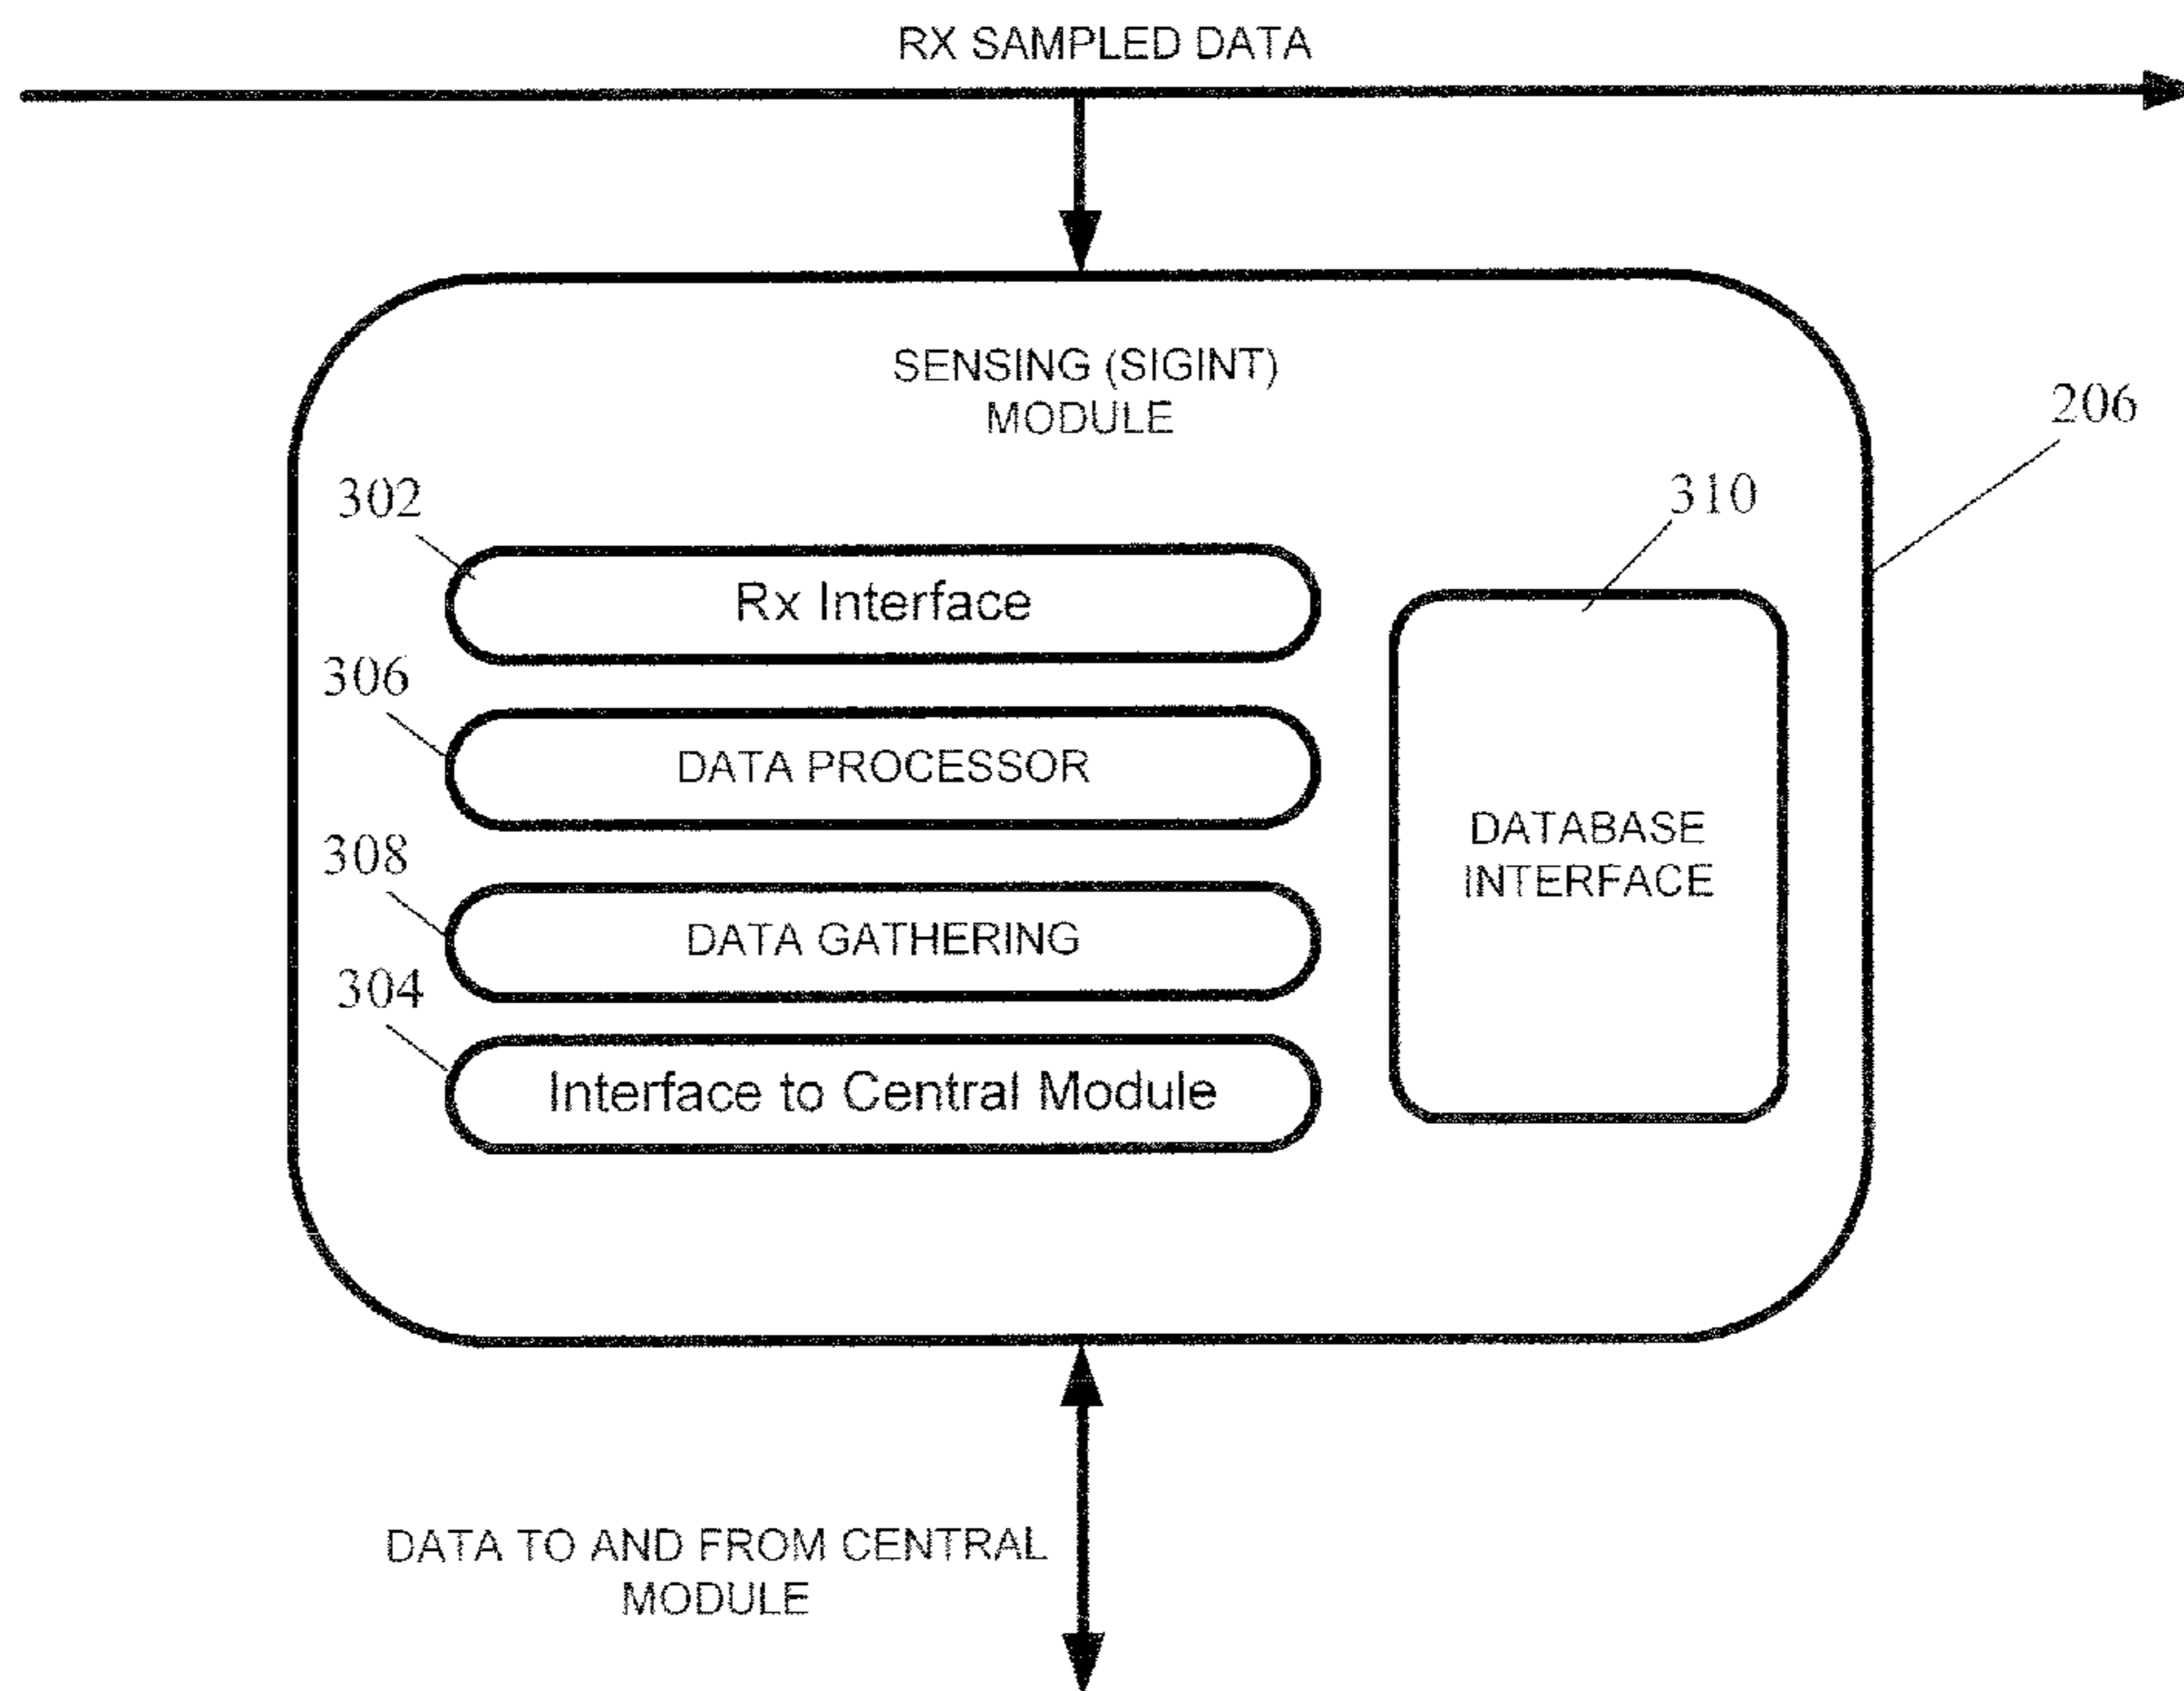 RX SAMPLED DATA
SENSING (SIGINT)
MODULE
206
302
310
Rx Interface
306
DATA PROCESSOR
DATABASE
INTERFACE
308
DATA GATHERING
304
Interface to Central Module
DATA TO AND FROM CENTRAL
MODULE